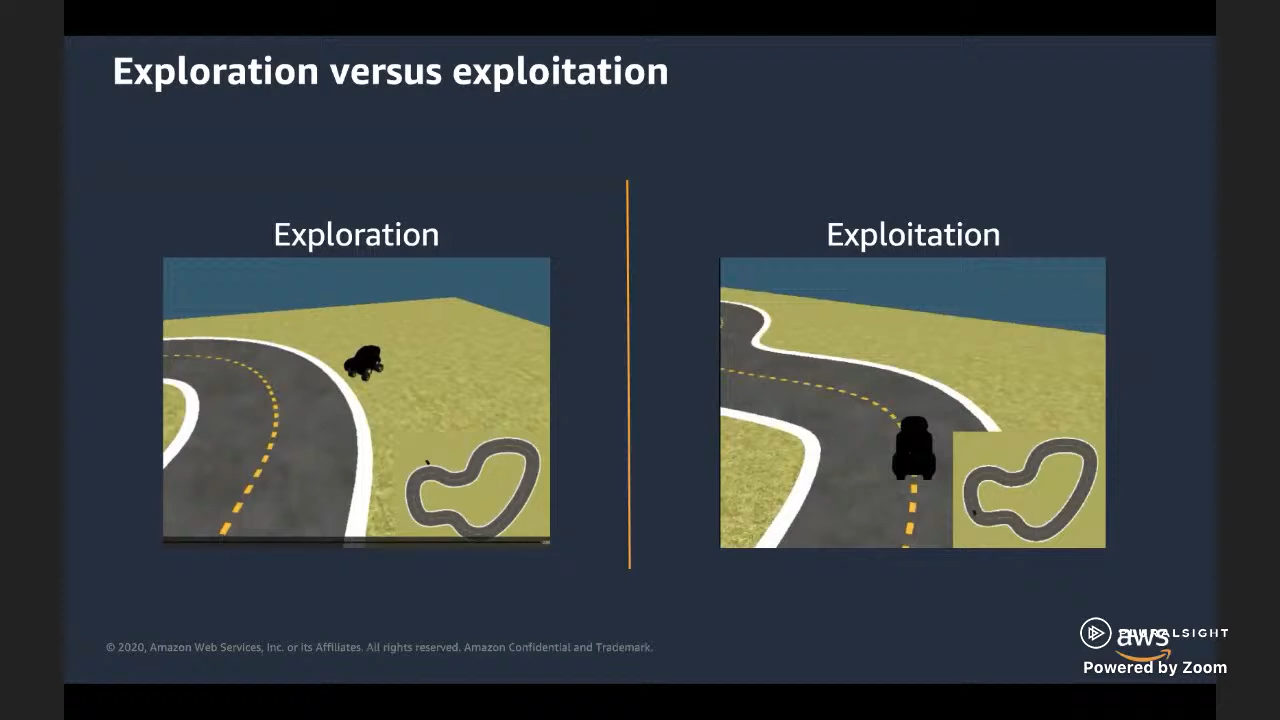 Exploration versus exploitation
Exploration
Exploitation
© 2020, Amazon Web Services, Inc. or its Affiliates. All rights reserved. Amazon Confidential and Trademark.
PLURALSIGHT
aws
Powered by Zoom